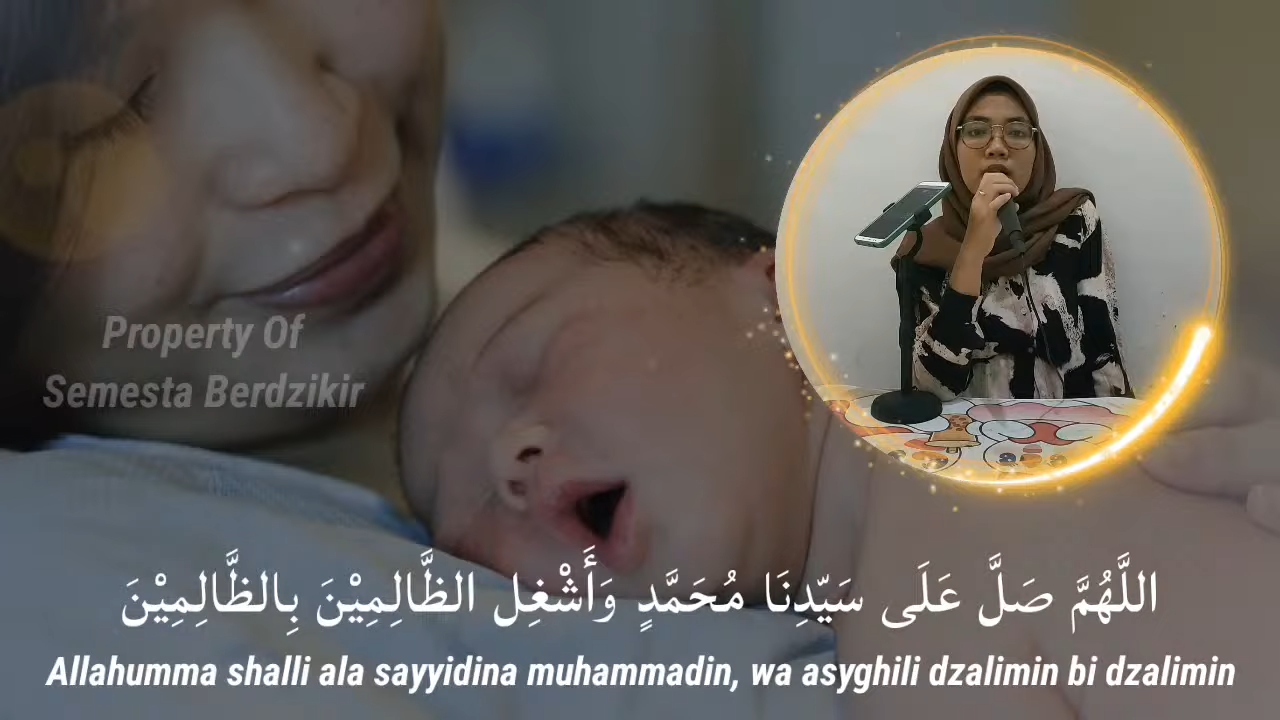 Property Of
Semesta Berdzikir
اللَّهُمَّ صَلَّ عَلَى سَيّدِنَا مُحَمَّدٍ وَأَشْغِل الظَّالِمِيْنَ بِالظَّالِمِيْنَ
Allahumma shalli ala sayyidina muhammadin, wa asyghili dzalimin bi dzalimin